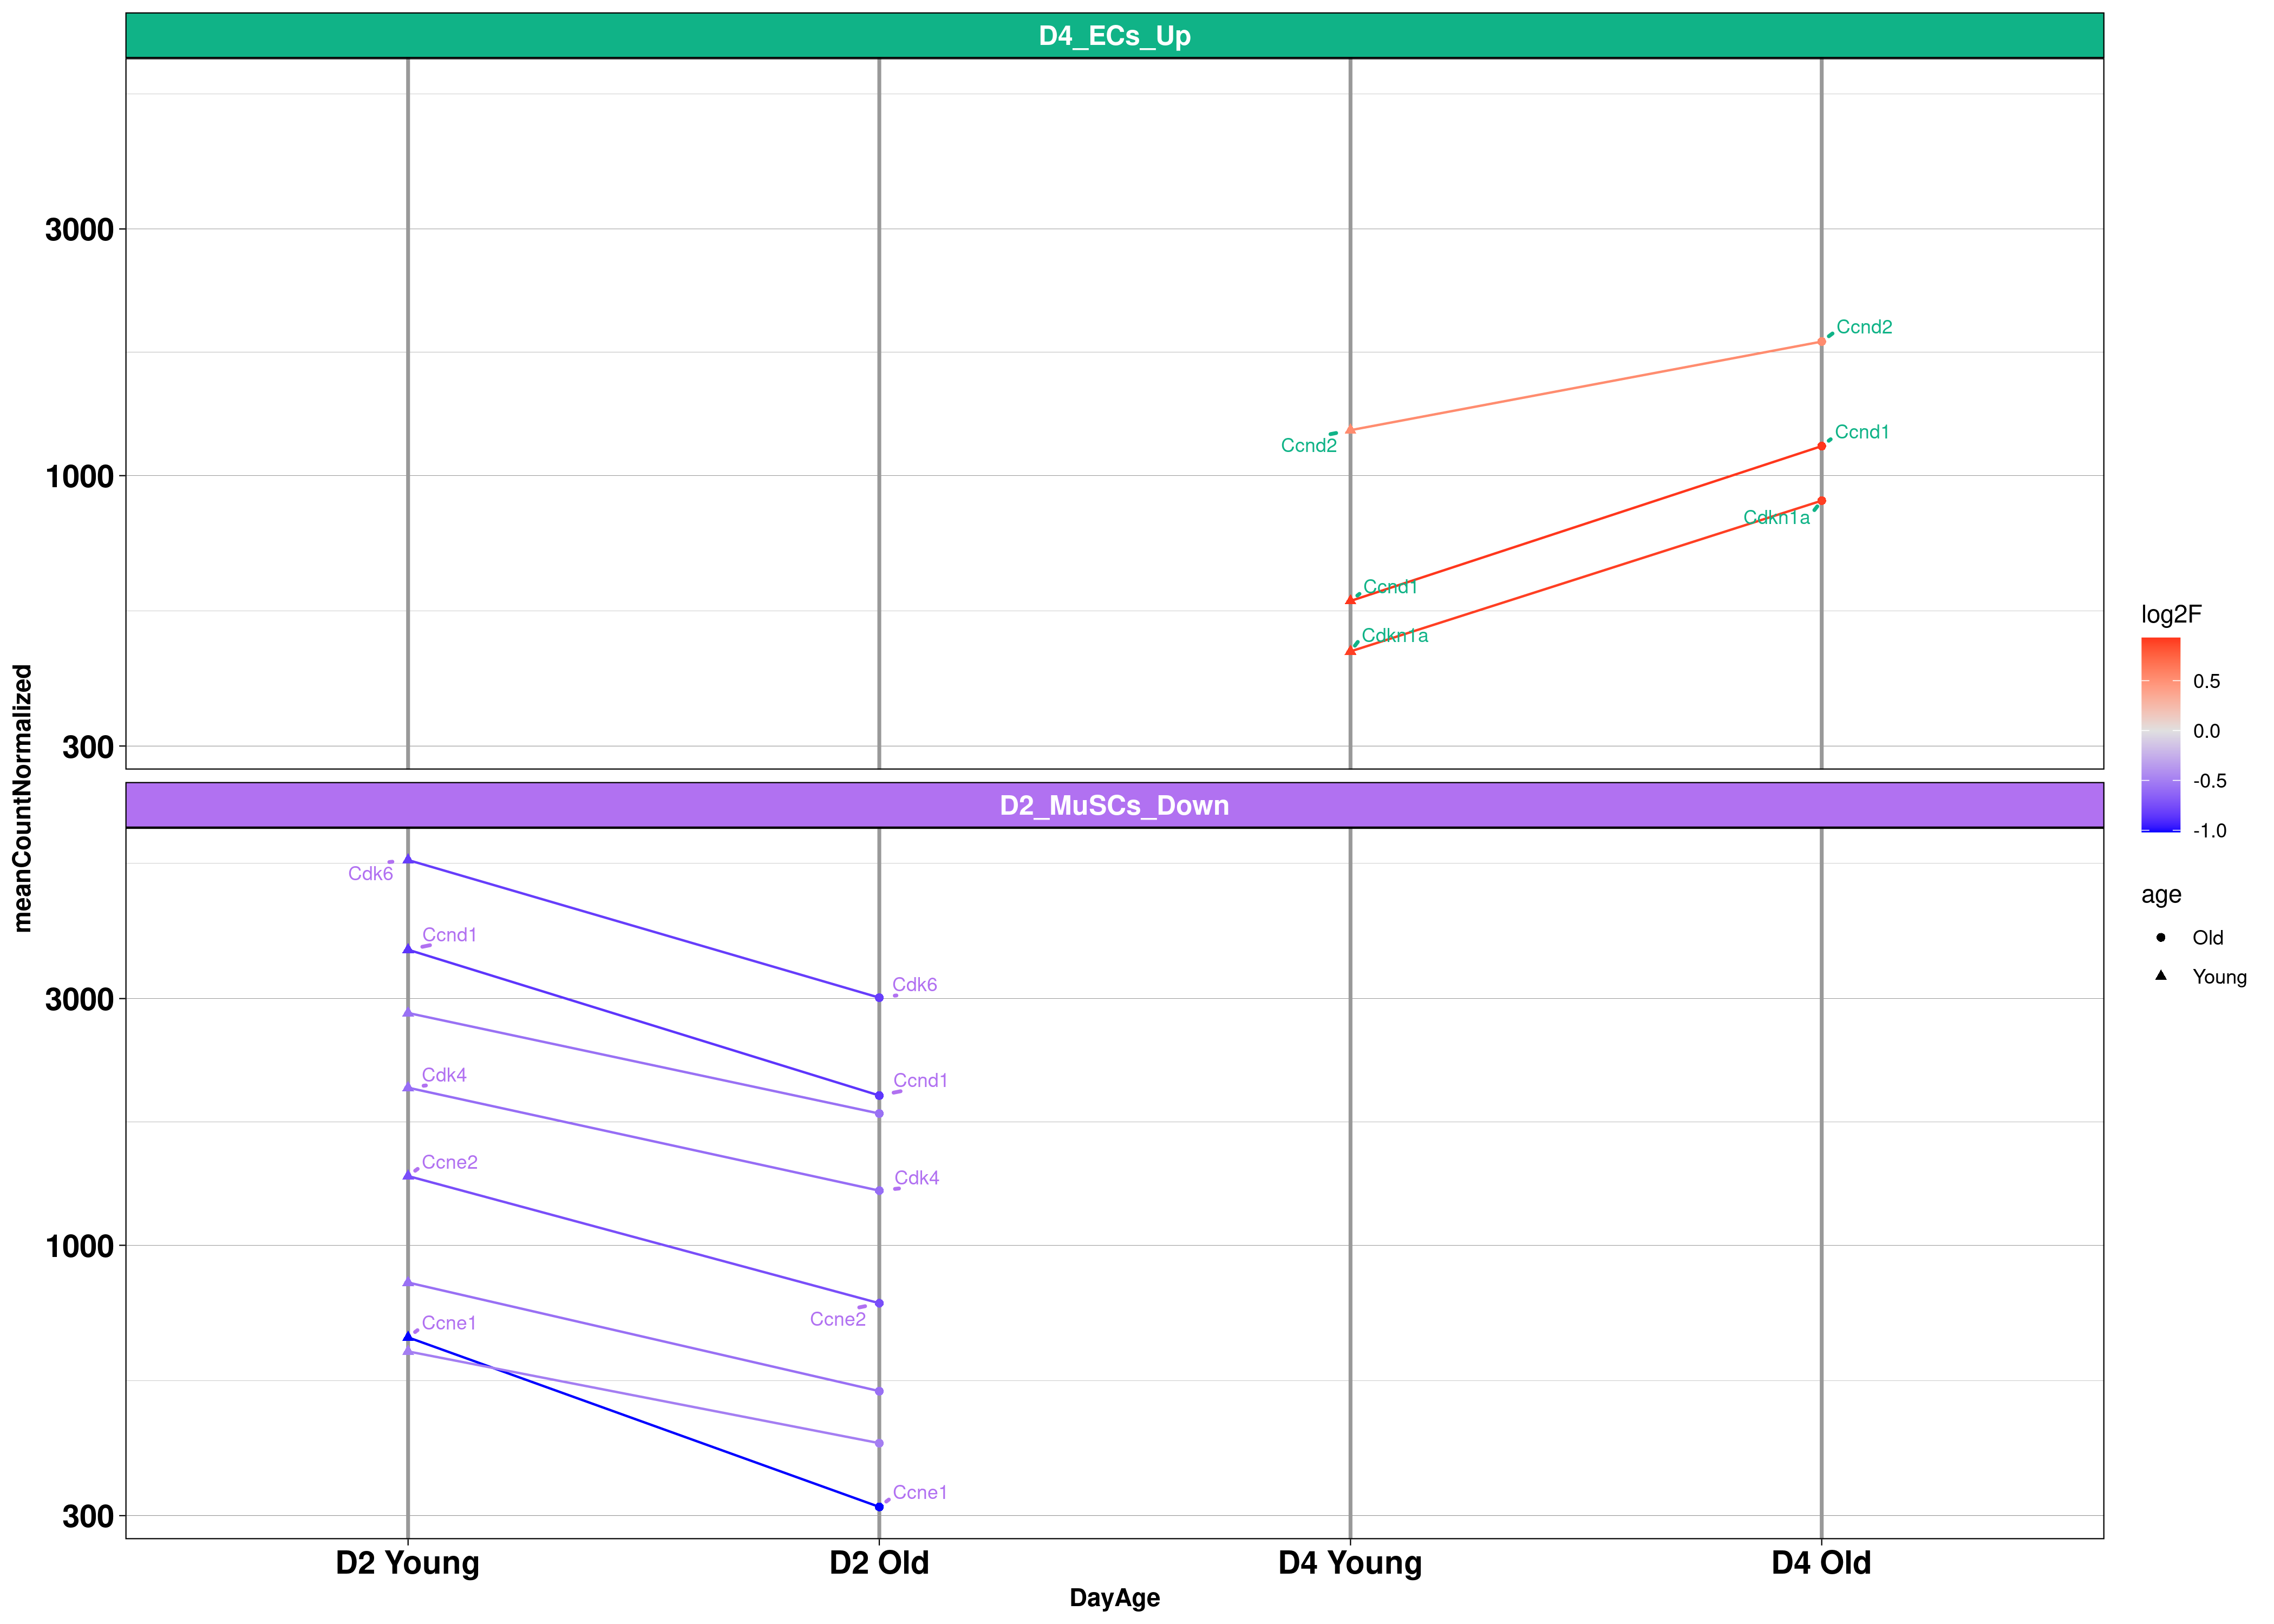 D4_ECs_Up
meanCountNormalized
3000
1000
300
Ccnd2
Ccnd2
Ccnd1
Cdkn1a
Ccnd1
Cdkn1a
D2_MuSCs_Down
3000
1000
300
Cdk6
Ccnd1
Cdk6
Cdk4
Ccnd1
Ccne2
Cdk4
Ccne2
Ccne1
Ccne1
D2 Young
D2 Old
D4 Young
D4 Old
DayAge
log2F
0.5
0.0
-0.5
-1.0
age
Old
Young